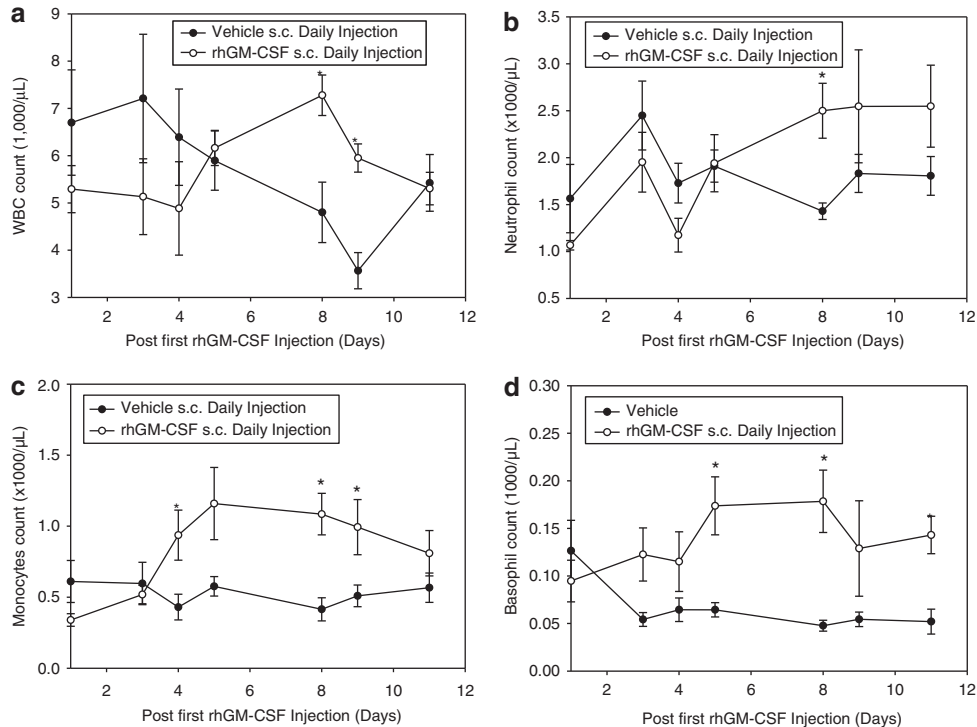 a
Vehicle s.c. Daily Injection
rhGM-CSF s.c. Daily Injection
WBC count (1,000/μL)
9
8
7
6
5
4
3
*
*
2
4
6
8
10
12
Post first rhGM-CSF Injection (Days)
b
Vehicle s.c. Daily Injection
rhGM-CSF s.c. Daily Injection
Neutrophil count (x1000/μL)
3.5
3.0
2.5
2.0
1.5
1.0
0.5
*
2
4
6
8
10
12
Post first rhGM-CSF Injection (Days)
c
Vehicle s.c. Daily Injection
rhGM-CSF s.c. Daily Injection
Monocytes count (x1000/μL)
2.0
1.5
1.0
0.5
0.0
*
*
*
2
4
6
8
10
12
Post first rhGM-CSF Injection (Days)
d
Vehicle
rhGM-CSF s.c. Daily Injection
Basophil count (1000/μL)
0.30
0.25
0.20
0.15
0.10
0.05
0.00
*
*
*
2
4
6
8
10
12
Post first rhGM-CSF Injection (Days)